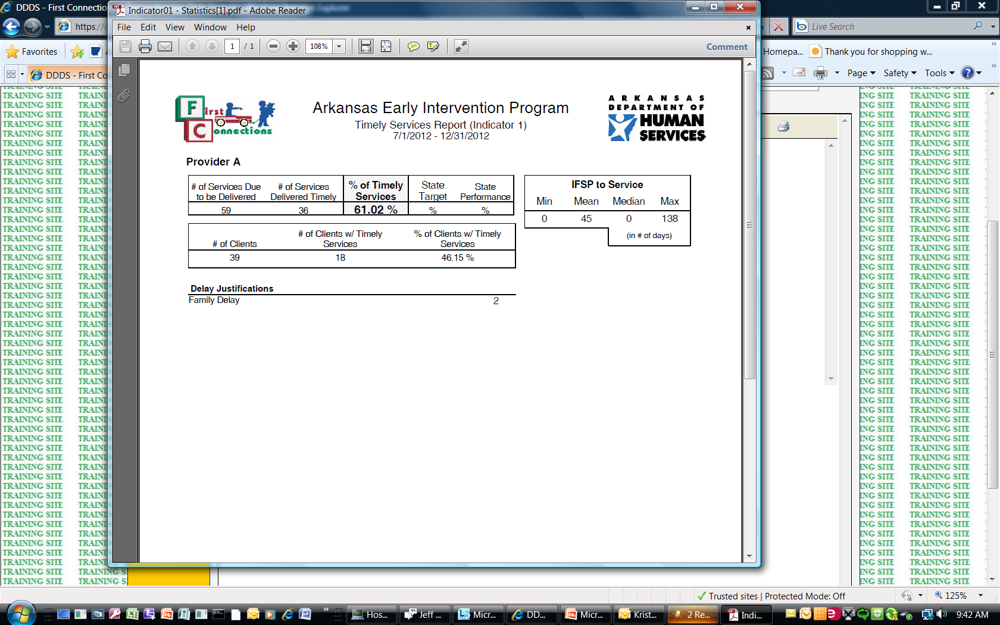 DDDS - First Connectio
Indicator01 - Statistics[1].pdf - Adobe Reader
https://
Live Search
File Edit View Window Help
Favorites
1 / 1
108%
Comment
Homepa...
Thank you for shopping w...
DDDS - First Co
Page
Safety
Tools
First Connections
Arkansas Early Intervention Program
Timely Services Report (Indicator 1)
7/1/2012 - 12/31/2012
ARKANSAS
DEPARTMENT OF
HUMAN
SERVICES
Provider A
# of Services Due to be Delivered
# of Services Delivered Timely
% of Timely Services
State Target
State Performance
59 36 61.02 % % %
IFSP to Service
Min Mean Median Max
0 45 0 138
(in # of days)
# of Clients
# of Clients w/ Timely Services
% of Clients w/ Timely Services
39 18 46.15 %
Delay Justifications
Family Delay 2
TRAINING SITE
TRAINING SITE
Trusted sites | Protected Mode: Off
125%
Hos...
Jeff ...
Micr...
DD...
Micr...
Krist...
2 Re...
Indi...
9:42 AM